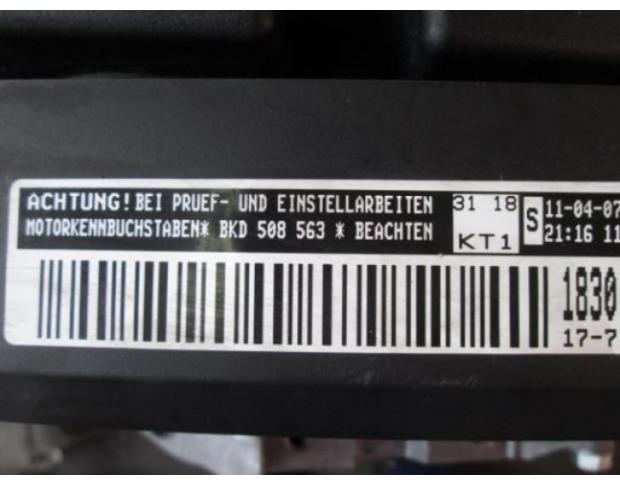 ACHTUNG! BEI PRUEF- UND EINSTELLARBEITEN
MOTORKENNBUCHSTABEN* BKD 508 563 * BEACHTEN
31 18
KT1
S
11-04-07
21:16 11
1830
17-7